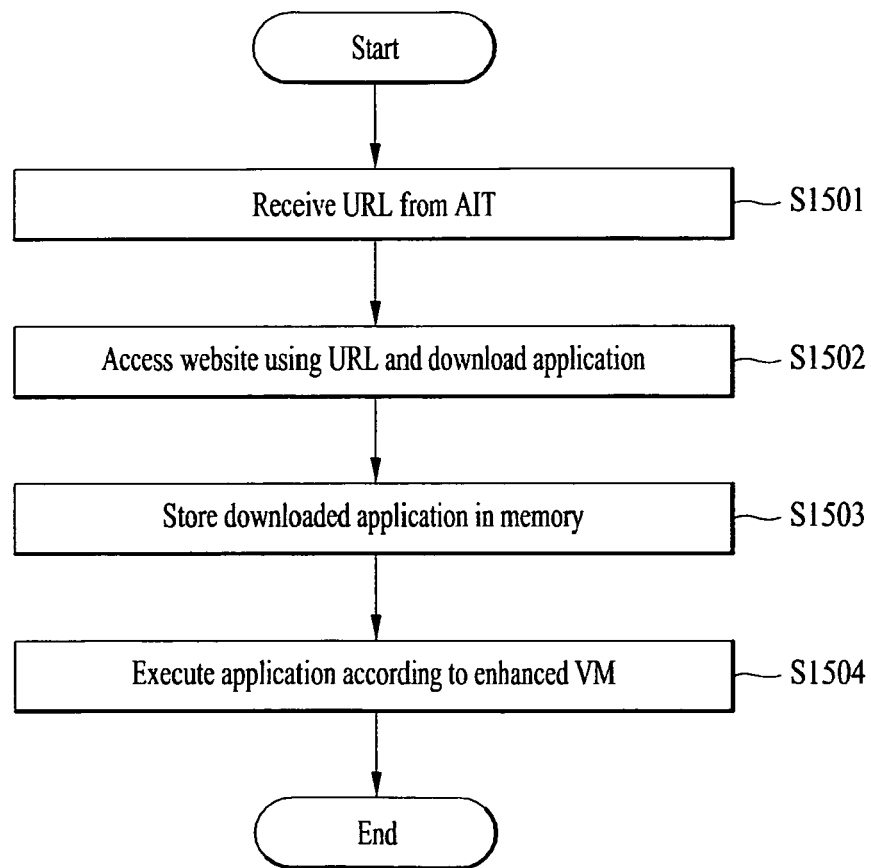 Start
Receive URL from AIT
S1501
Access website using URL and download application
S1502
Store downloaded application in memory
S1503
Execute application according to enhanced VM
S1504
End